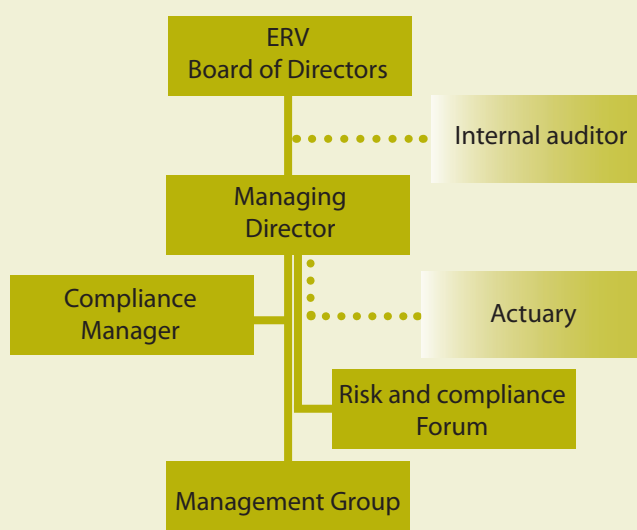 ERV
Board of Directors
Internal auditor
Managing
Director
Compliance
Manager
Actuary
Risk and compliance
Forum
Management Group